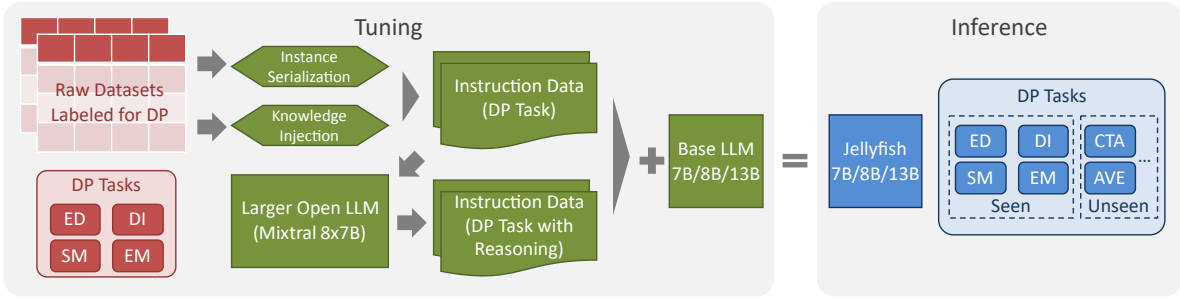 Tuning
Raw Datasets
Labeled for DP
Instance
Serialization
Knowledge
Injection
Instruction Data
(DP Task)
DP Tasks
ED
DI
SM
EM
Larger Open LLM
(Mixtral 8x7B)
Instruction Data
(DP Task with
Reasoning)
Base LLM
7B/8B/13B
Inference
Jellyfish
7B/8B/13B
DP Tasks
ED
DI
SM
EM
Seen
CTA
...
AVE
Unseen